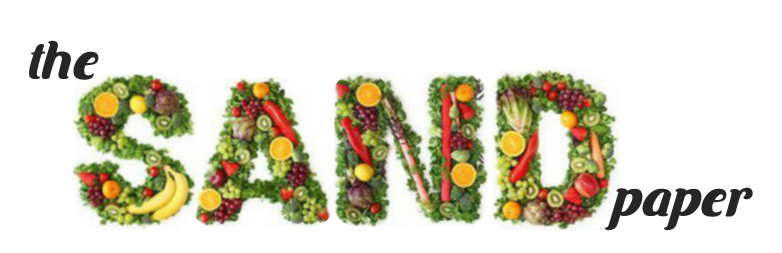 the
SAND
paper